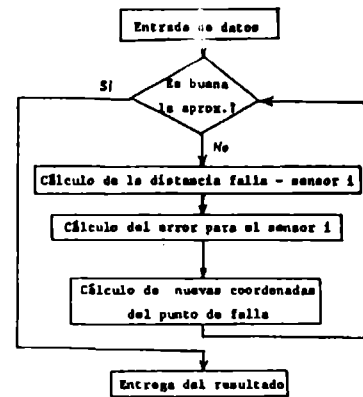 Entrada de datos
Si
Es buena
la aprox.?
No
Cálculo de la distancia falla - sensor i
Cálculo del error para el sensor i
Cálculo de nuevas coordenadas
del punto de falla
Entrega del resultado